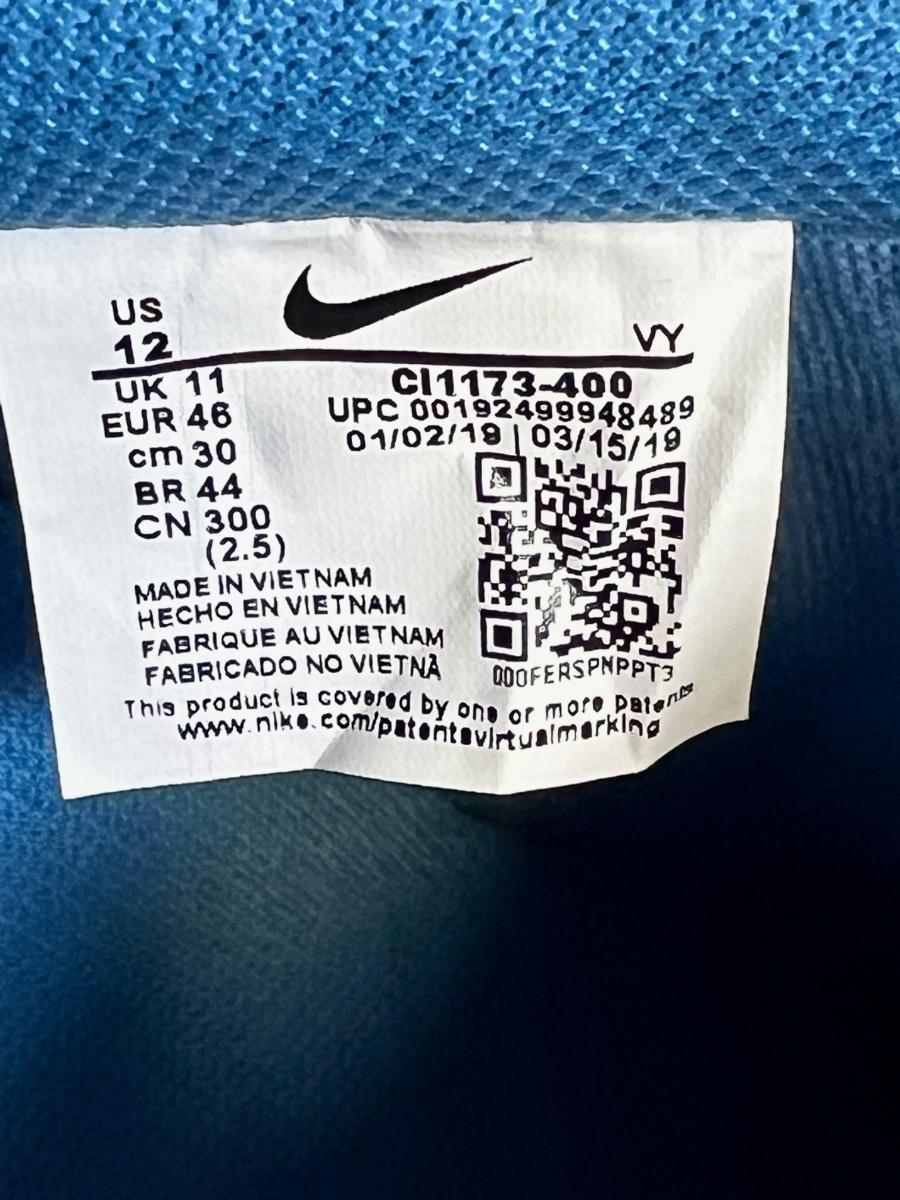 US
12
VY
UK 11
CI1173-400
EUR 46
UPC 00192499948489
cm 30
01/02/19 | 03/15/19
BR 44
CN 300
(2.5)
MADE IN VIETNAM
HECHO EN VIETNAM
FABRIQUE AU VIETNAM
FABRICADO NO VIETNÃ
000FERSPNPPT3
This product is covered by one or more patents
www.nike.com/patentsvirtualmarking